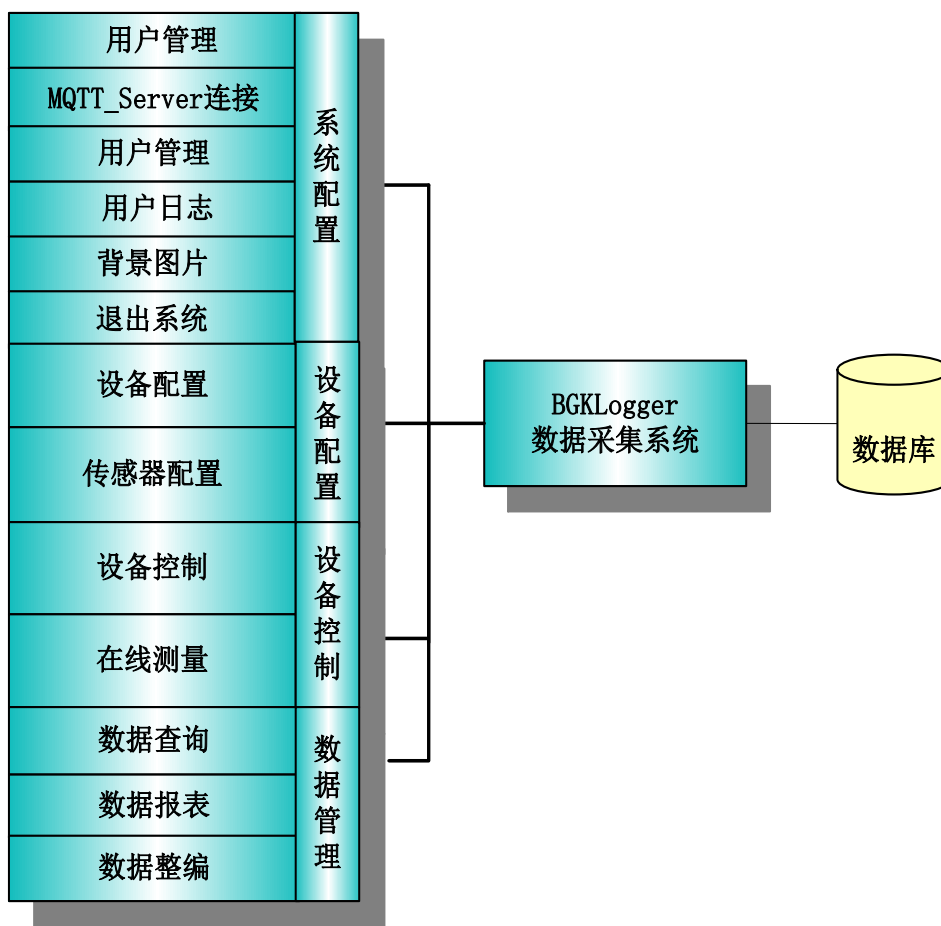 用户管理
MQTT_Server连接
用户管理
用户日志
背景图片
退出系统
系统配置
设备配置
传感器配置
设备配置
设备控制
在线测量
设备控制
数据查询
数据报表
数据整编
数据管理
BGKLogger
数据采集系统
数据库